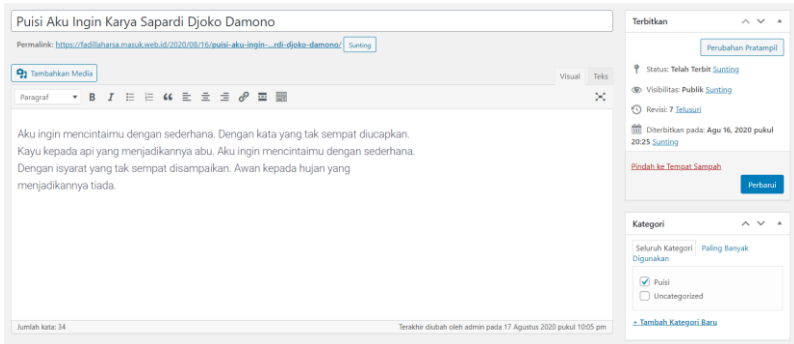 Puisi Aku Ingin Karya Sapardi Djoko Damono
Permalink: https://fadillaharsa.masuk.web.id/2020/08/16/puisi-aku-ingin-...rdi-djoko-damono/ Sunting
Tambahkan Media
Visual Teks
Paragraf
Aku ingin mencintaimu dengan sederhana. Dengan kata yang tak sempat diucapkan.
Kayu kepada api yang menjadikannya abu. Aku ingin mencintaimu dengan sederhana.
Dengan isyarat yang tak sempat disampaikan. Awan kepada hujan yang
menjadikannya tiada.
Jumlah kata: 34
Terakhir diubah oleh admin pada 17 Agustus 2020 pukul 10:05 pm
Terbitkan
Perubahan Pratampil
Status: Telah Terbit Sunting
Visibilitas: Publik Sunting
Revisi: 7 Telusuri
Diterbitkan pada: Agu 16, 2020 pukul
20:25 Sunting
Pindah ke Tempat Sampah
Perbarui
Kategori
Seluruh Kategori Paling Banyak
Digunakan
Puisi
Uncategorized
+ Tambah Kategori Baru